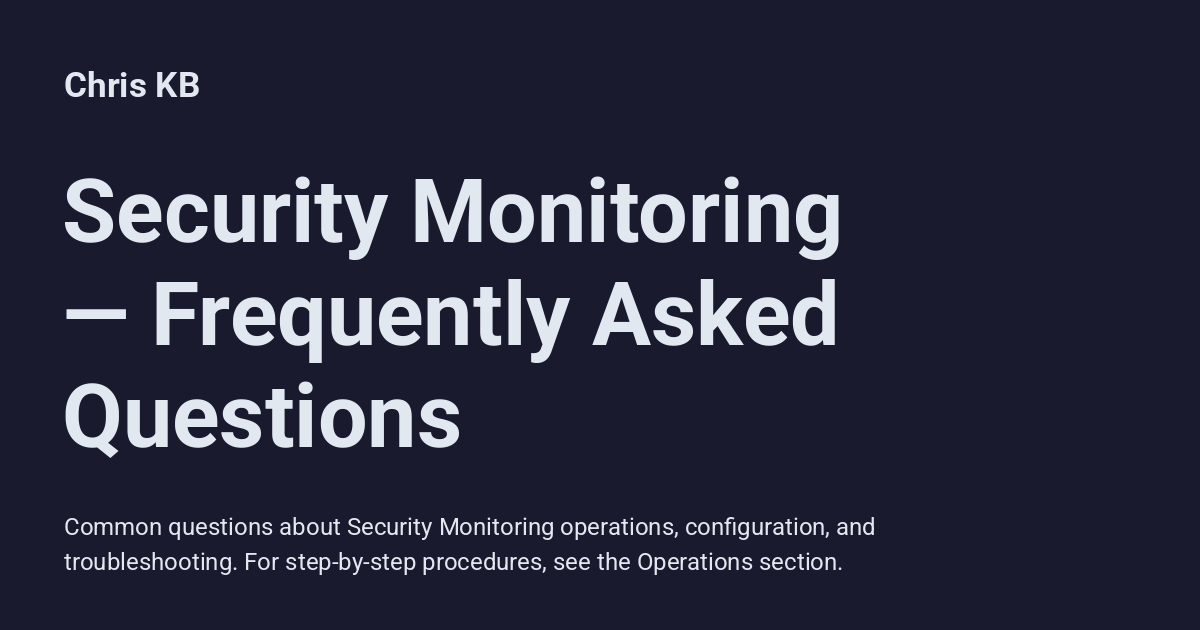 Chris KB
Security Monitoring
— Frequently Asked
Questions
Common questions about Security Monitoring operations, configuration, and
troubleshooting. For step-by-step procedures, see the Operations section.